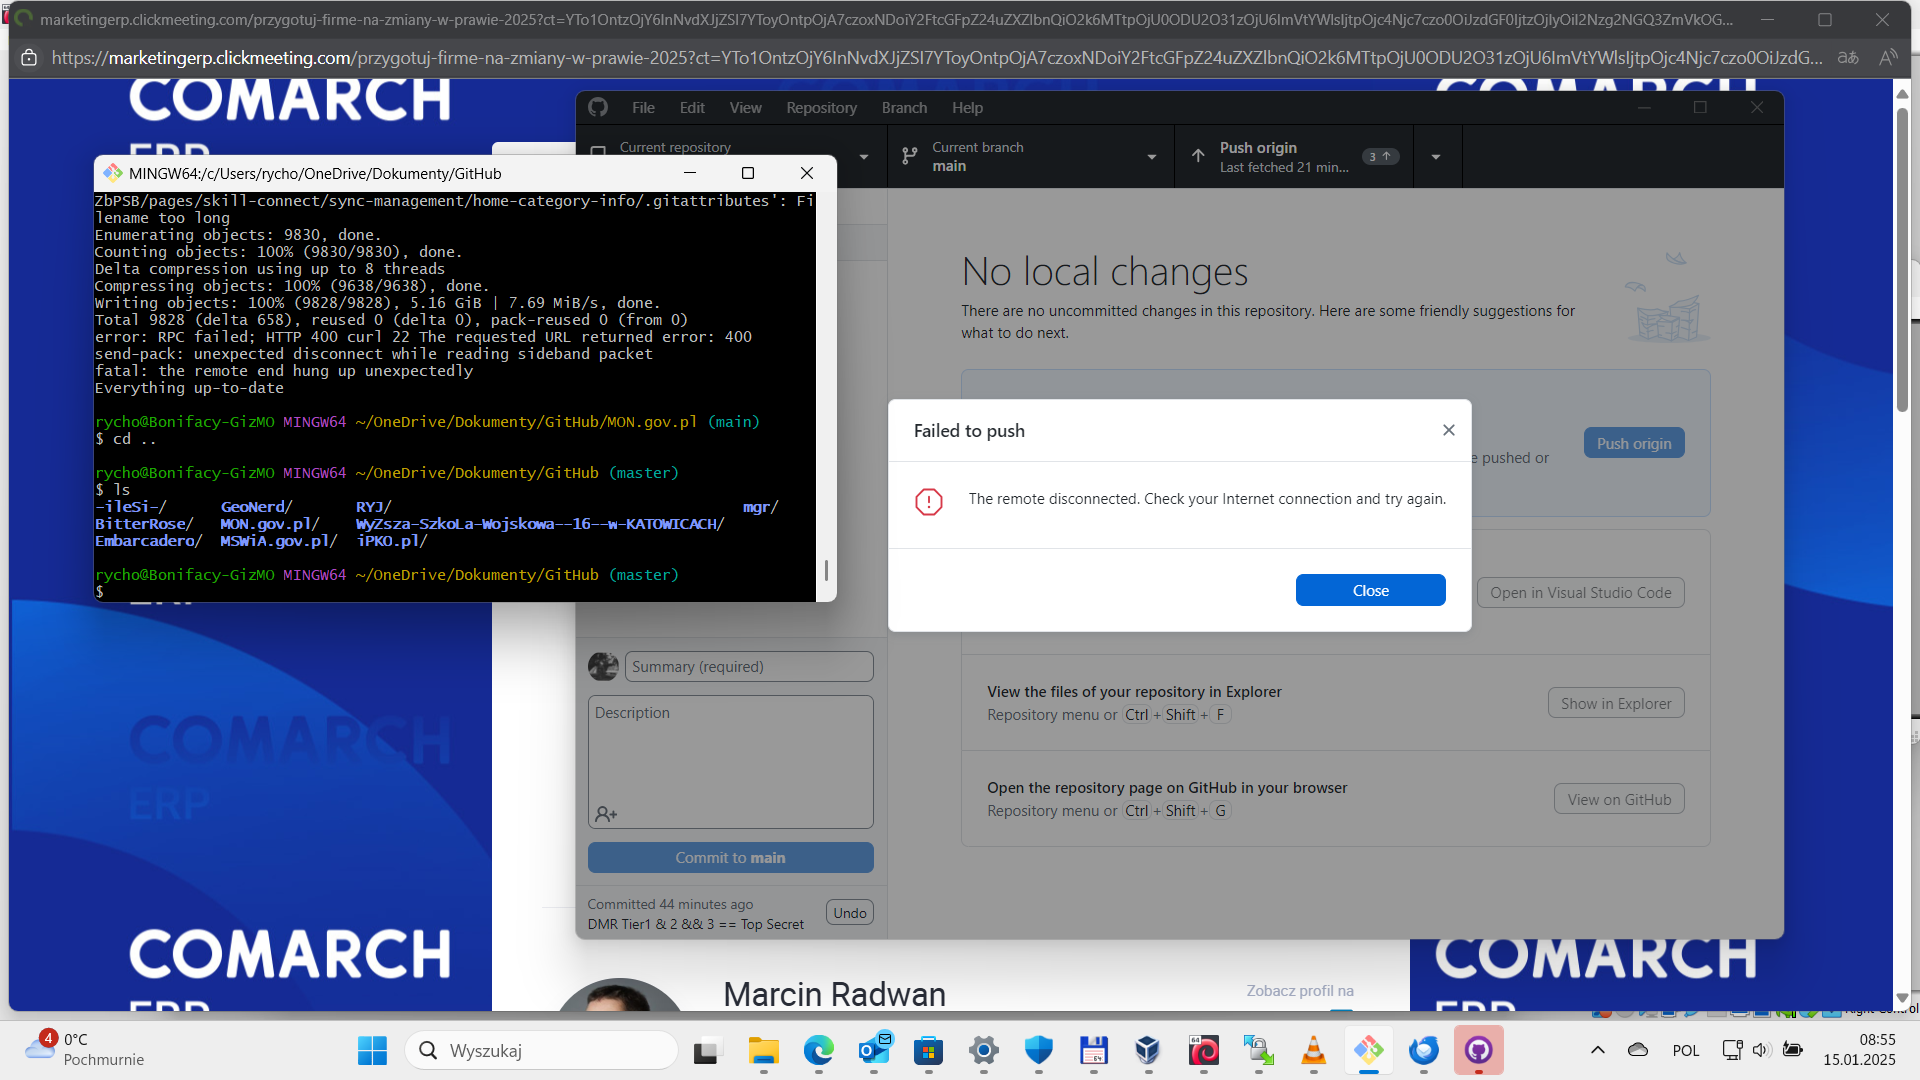 marketingerp.clickmeeting.com/przygotuj-firme-na-zmiany-w-prawie-2025?ct=
https://marketingerp.clickmeeting.com/przygotuj-firme-na-zmiany-w-prawie-2025?ct=
COMARCH
ERP
File Edit View Repository Branch Help
Current repository
Current branch
main
Push origin
Last fetched 21 min...
3
MINGW64:/c/Users/rycho/OneDrive/Dokumenty/GitHub
ZbPSB/pages/skill-connect/sync-management/home-category-info/.gitattributes': Fi
lename too long
Enumerating objects: 9830, done.
Counting objects: 100% (9830/9830), done.
Delta compression using up to 8 threads
Compressing objects: 100% (9638/9638), done.
Writing objects: 100% (9828/9828), 5.16 GiB | 7.69 MiB/s, done.
Total 9828 (delta 658), reused 0 (delta 0), pack-reused 0 (from 0)
error: RPC failed; HTTP 400 curl 22 The requested URL returned error: 400
send-pack: unexpected disconnect while reading sideband packet
fatal: the remote end hung up unexpectedly
Everything up-to-date
rycho@Bonifacy-GizMO MINGW64 ~/OneDrive/Dokumenty/GitHub/MON.gov.pl (main)
$ cd ..
rycho@Bonifacy-GizMO MINGW64 ~/OneDrive/Dokumenty/GitHub (master)
$ ls
-ileSi-/ GeoNerd/ RYJ/ mgr/
BitterRose/ MON.gov.pl/ WyZsza-SzkoLa-Wojskowa--16--w-KATOWICACH/
Embarcadero/ MSWiA.gov.pl/ iPKO.pl/
rycho@Bonifacy-GizMO MINGW64 ~/OneDrive/Dokumenty/GitHub (master)
$
No local changes
There are no uncommitted changes in this repository. Here are some friendly suggestions for
what to do next.
e pushed or
Push origin
Failed to push
The remote disconnected. Check your Internet connection and try again.
Close
Open in Visual Studio Code
View the files of your repository in Explorer
Repository menu or Ctrl + Shift + F
Show in Explorer
Open the repository page on GitHub in your browser
Repository menu or Ctrl + Shift + G
View on GitHub
Summary (required)
Description
Commit to main
Committed 44 minutes ago
DMR Tier1 & 2 && 3 == Top Secret
Undo
COMARCH
ERP
COMARCH
COMARCH
Marcin Radwan
Zobacz profil na
Right Control
4
0°C
Pochmurnie
Wyszukaj
64
64
POL
08:55
15.01.2025